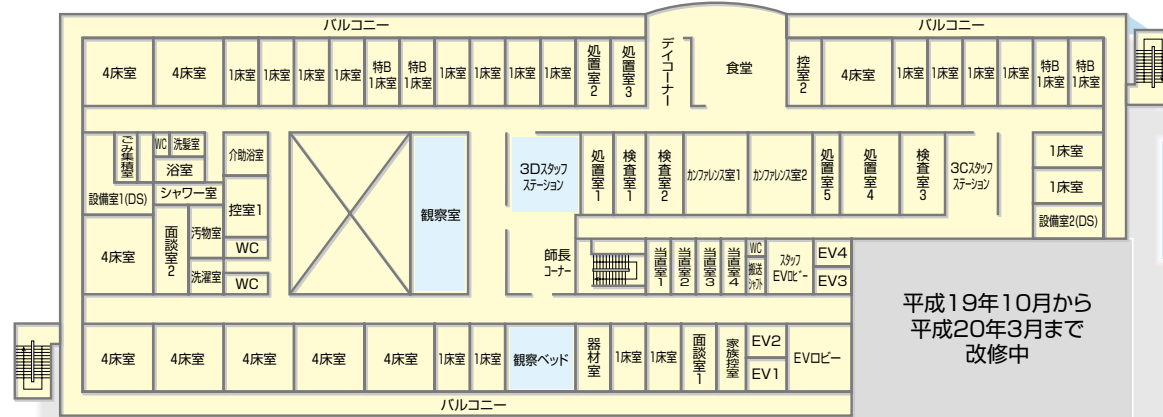 バルコニー
バルコニー
4床室
4床室
1床室
1床室
1床室
1床室
特B
1床室
特B
1床室
1床室
1床室
1床室
1床室
処置室2
処置室3
デイコーナー
食堂
控室2
4床室
1床室
1床室
1床室
1床室
特B
1床室
特B
1床室
ごみ集積室
WC
洗髪室
浴室
介助浴室
設備室1(DS)
シャワー室
控室1
4床室
面談室2
汚物室
洗濯室
WC
WC
観察室
3Dスタッフ
ステーション
処置室1
検査室1
検査室2
カンファレンス室1
カンファレンス室2
処置室5
処置室4
検査室3
3Cスタッフ
ステーション
1床室
1床室
設備室2(DS)
師長
コーナー
当直室1
当直室2
当直室3
当直室4
WC
搬送
シャフト
スタッフ
EVロビー
EV4
EV3
平成19年10月から
平成20年3月まで
改修中
4床室
4床室
4床室
4床室
4床室
1床室
1床室
観察ベッド
器材室
1床室
1床室
面談室1
家族控室
EV2
EV1
EVロビー
バルコニー